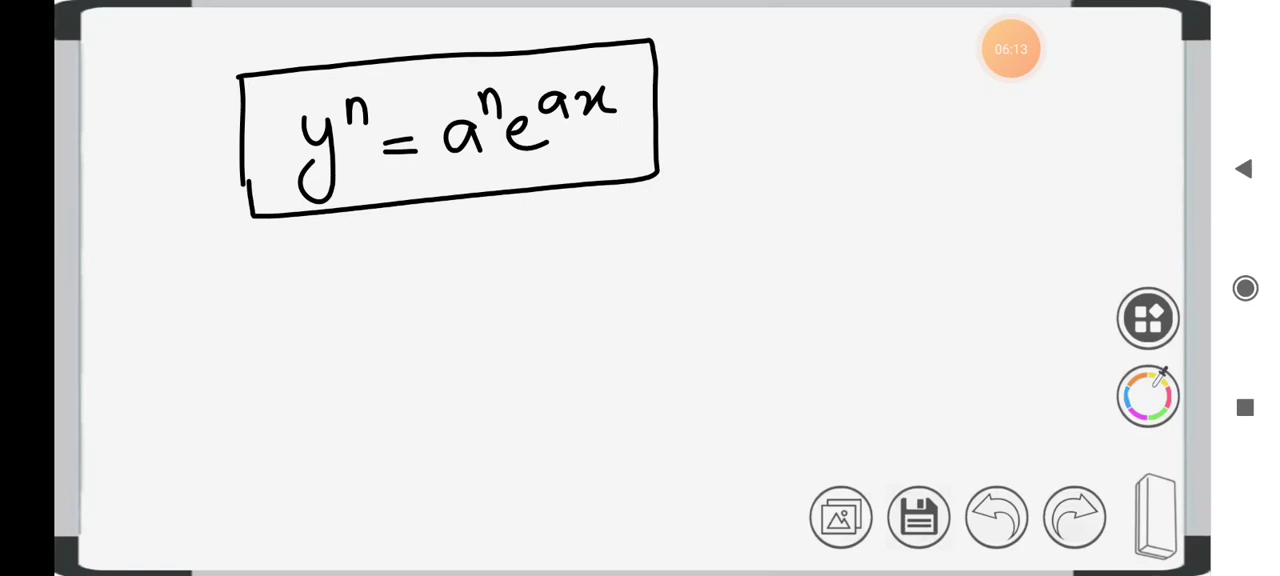 06:13
yⁿ = aⁿeᵃˣ